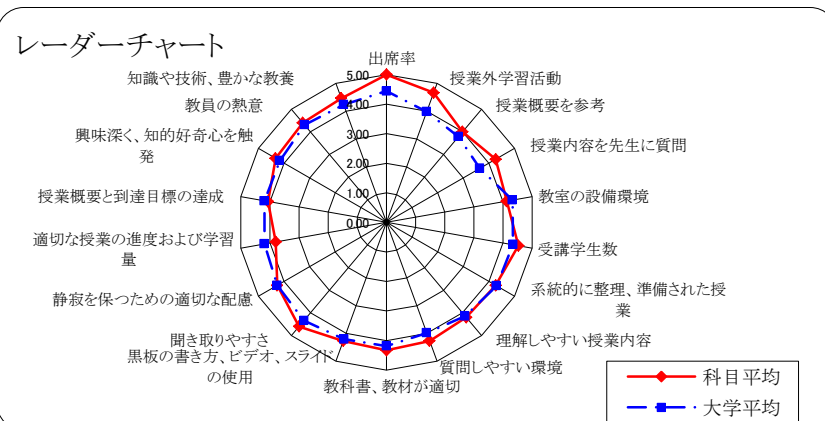 レーダーチャート
出席率
授業外学習活動
授業概要を参考
授業内容を先生に質問
教室の設備環境
受講学生数
系統的に整理、準備された授
業
理解しやすい授業内容
質問しやすい環境
教科書、教材が適切
黒板の書き方、ビデオ、スライド
の使用
聞き取りやすさ
静寂を保つための適切な配慮
適切な授業の進度および学習
量
授業概要と到達目標の達成
興味深く、知的好奇心を触
発
教員の熱意
知識や技術、豊かな教養
5.00
4.00
3.00
2.00
1.00
0.00
科目平均
大学平均